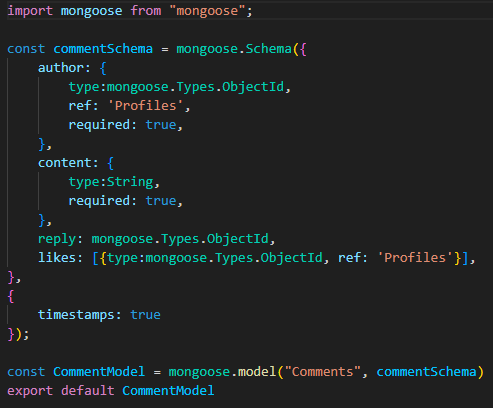 import mongoose from "mongoose";
const commentSchema = mongoose.Schema({
    author: {
        type:mongoose.Types.ObjectId,
        ref: 'Profiles',
        required: true,
    },
    content: {
        type:String,
        required: true,
    },
    reply: mongoose.Types.ObjectId,
    likes: [{type:mongoose.Types.ObjectId, ref: 'Profiles'}],
},
{
    timestamps: true
});
const CommentModel = mongoose.model("Comments", commentSchema)
export default CommentModel